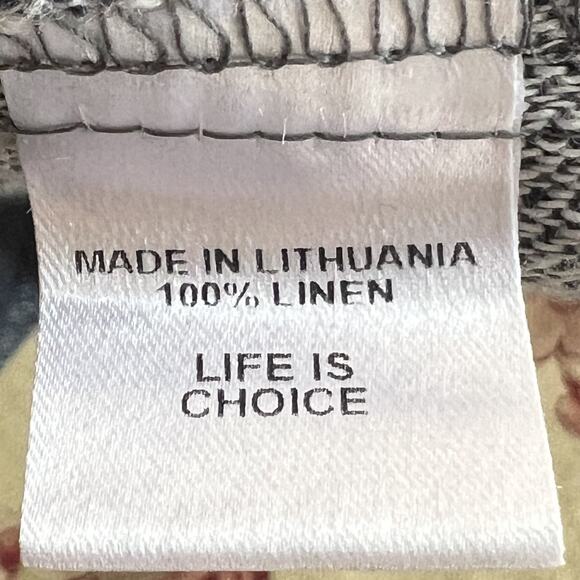 MADE IN LITHUANIA
100% LINEN
LIFE IS
CHOICE